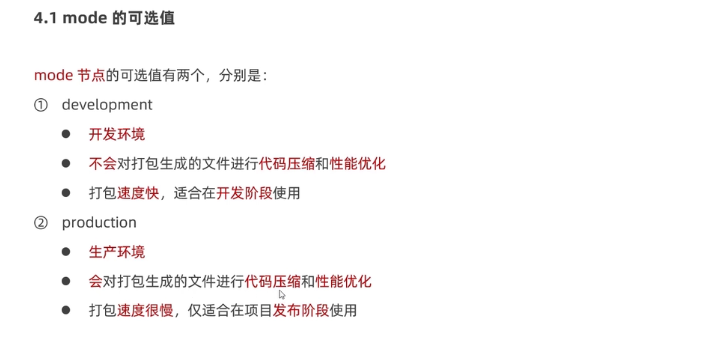 4.1 mode 的可选值
mode 节点的可选值有两个，分别是：
① development
● 开发环境
● 不会对打包生成的文件进行代码压缩和性能优化
● 打包速度快，适合在开发阶段使用
② production
● 生产环境
● 会对打包生成的文件进行代码压缩和性能优化
● 打包速度很慢，仅适合在项目发布阶段使用